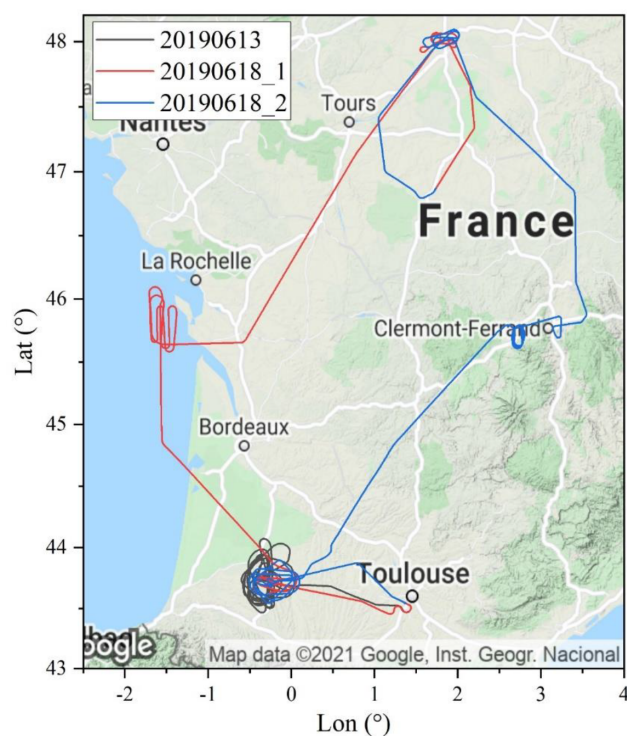 20190613
20190618_1
20190618_2
Nantes
Tours
La Rochelle
France
Clermont-Ferrand
Bordeaux
Toulouse
Map data ©2021 Google, Inst. Geogr. Nacional
48
47
46
45
44
43
Lat (°)
-2 -1 0 1 2 3 4
Lon (°)